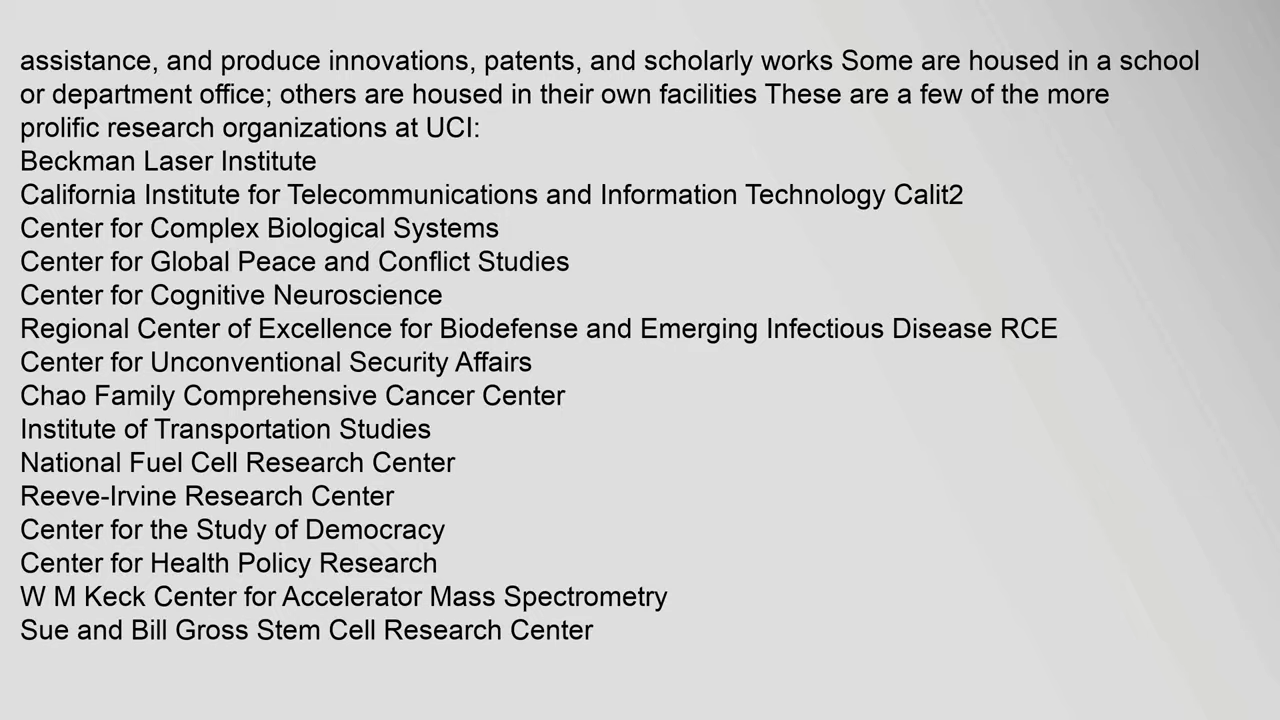 assistance, and produce innovations, patents, and scholarly works Some are housed in a school
or department office; others are housed in their own facilities These are a few of the more
prolific research organizations at UCI:
Beckman Laser Institute
California Institute for Telecommunications and Information Technology Calit2
Center for Complex Biological Systems
Center for Global Peace and Conflict Studies
Center for Cognitive Neuroscience
Regional Center of Excellence for Biodefense and Emerging Infectious Disease RCE
Center for Unconventional Security Affairs
Chao Family Comprehensive Cancer Center
Institute of Transportation Studies
National Fuel Cell Research Center
Reeve-Irvine Research Center
Center for the Study of Democracy
Center for Health Policy Research
W M Keck Center for Accelerator Mass Spectrometry
Sue and Bill Gross Stem Cell Research Center